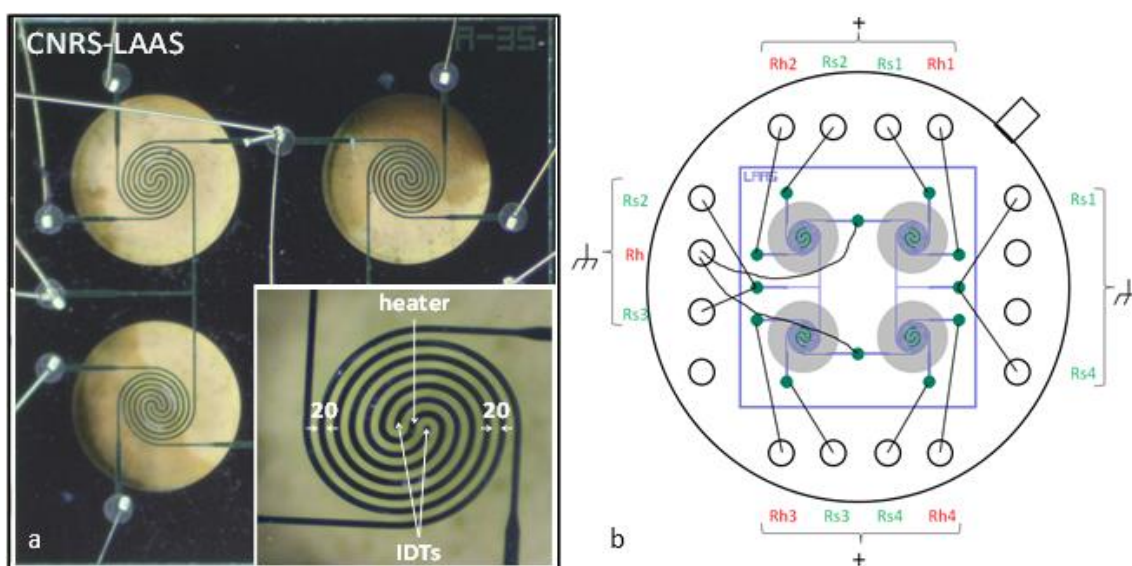 CNRS-LAAS
A-35
heater
20 20
IDTs
a
+
Rh2 Rs2 Rs1 Rh1
LAAS
Rs2
Rh
Rs3
Rs1
Rs4
Rh3 Rs3 Rs4 Rh4
+
b